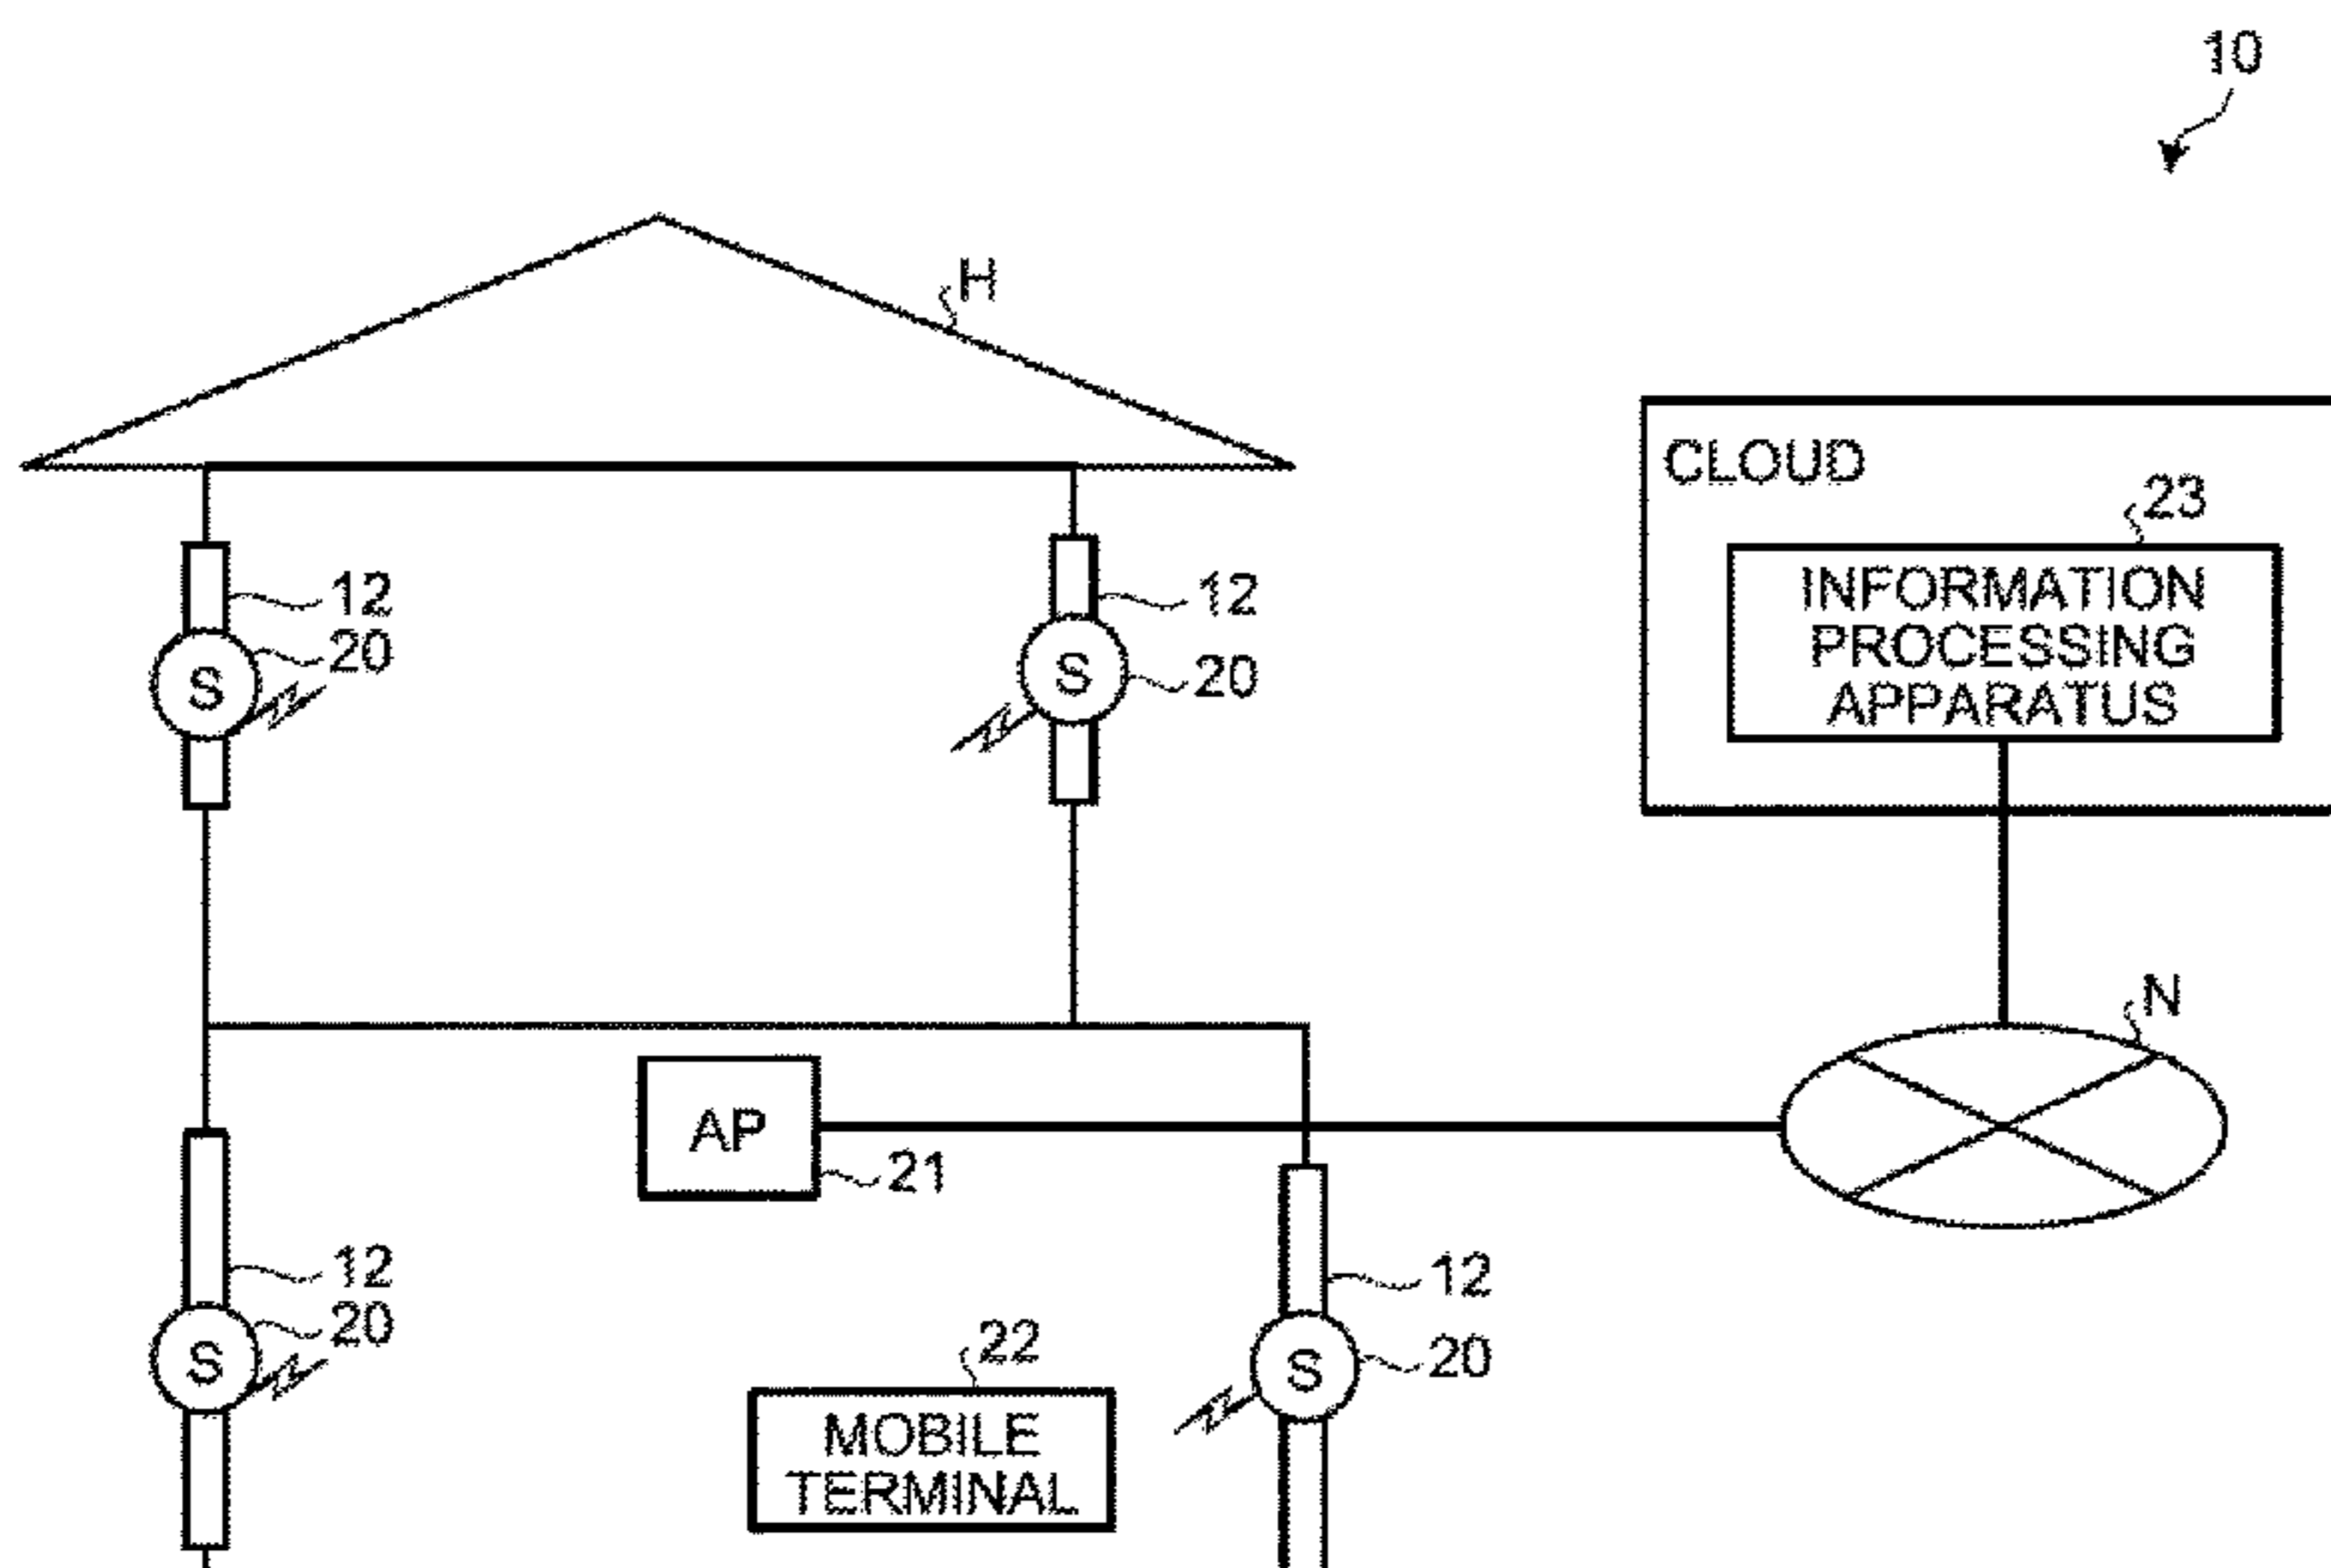 10
H
CLOUD
23
INFORMATION
PROCESSING
APPARATUS
12
20
S
12
20
S
N
AP
21
12
20
S
12
20
S
22
MOBILE
TERMINAL